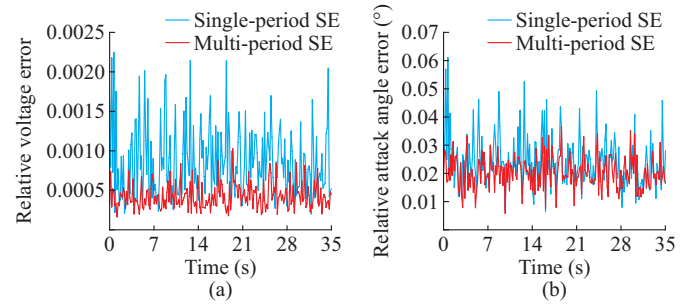 Single-period SE
Multi-period SE
Relative voltage error
0.0025
0.0020
0.0015
0.0010
0.0005
0 7 14 21 28 35
Time (s)
(a)
Single-period SE
Multi-period SE
Relative attack angle error (°)
0.07
0.06
0.05
0.04
0.03
0.02
0.01
0 7 14 21 28 35
Time (s)
(b)